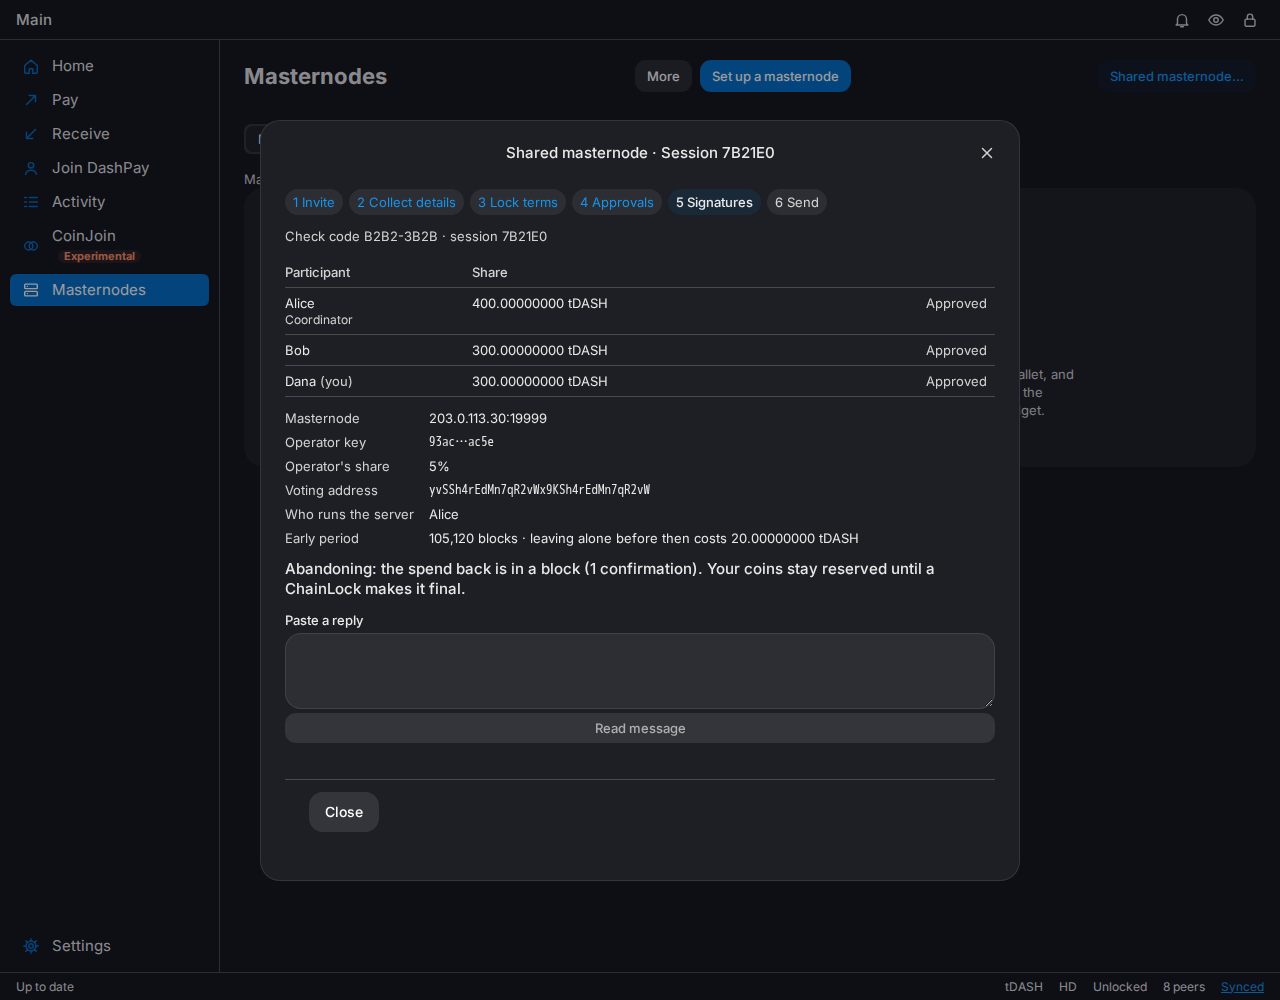 Main
Home
Pay
Receive
Join DashPay
Activity
CoinJoin
Experimental
Masternodes
Settings
Masternodes
More
Set up a masternode
Shared masternode...
Shared masternode · Session 7B21E0
1 Invite
2 Collect details
3 Lock terms
4 Approvals
5 Signatures
6 Send
Check code B2B2-3B2B · session 7B21E0
Participant Share
Alice 400.00000000 tDASH Approved
Coordinator
Bob 300.00000000 tDASH Approved
Dana (you) 300.00000000 tDASH Approved
Masternode 203.0.113.30:19999
Operator key 93ac…ac5e
Operator's share 5%
Voting address yvSSh4rEdMn7qR2vWx9KSh4rEdMn7qR2vW
Who runs the server Alice
Early period 105,120 blocks · leaving alone before then costs 20.00000000 tDASH
Abandoning: the spend back is in a block (1 confirmation). Your coins stay reserved until a
ChainLock makes it final.
Paste a reply
Read message
Close
and
the
Up to date
tDASH
HD
Unlocked
8 peers
Synced